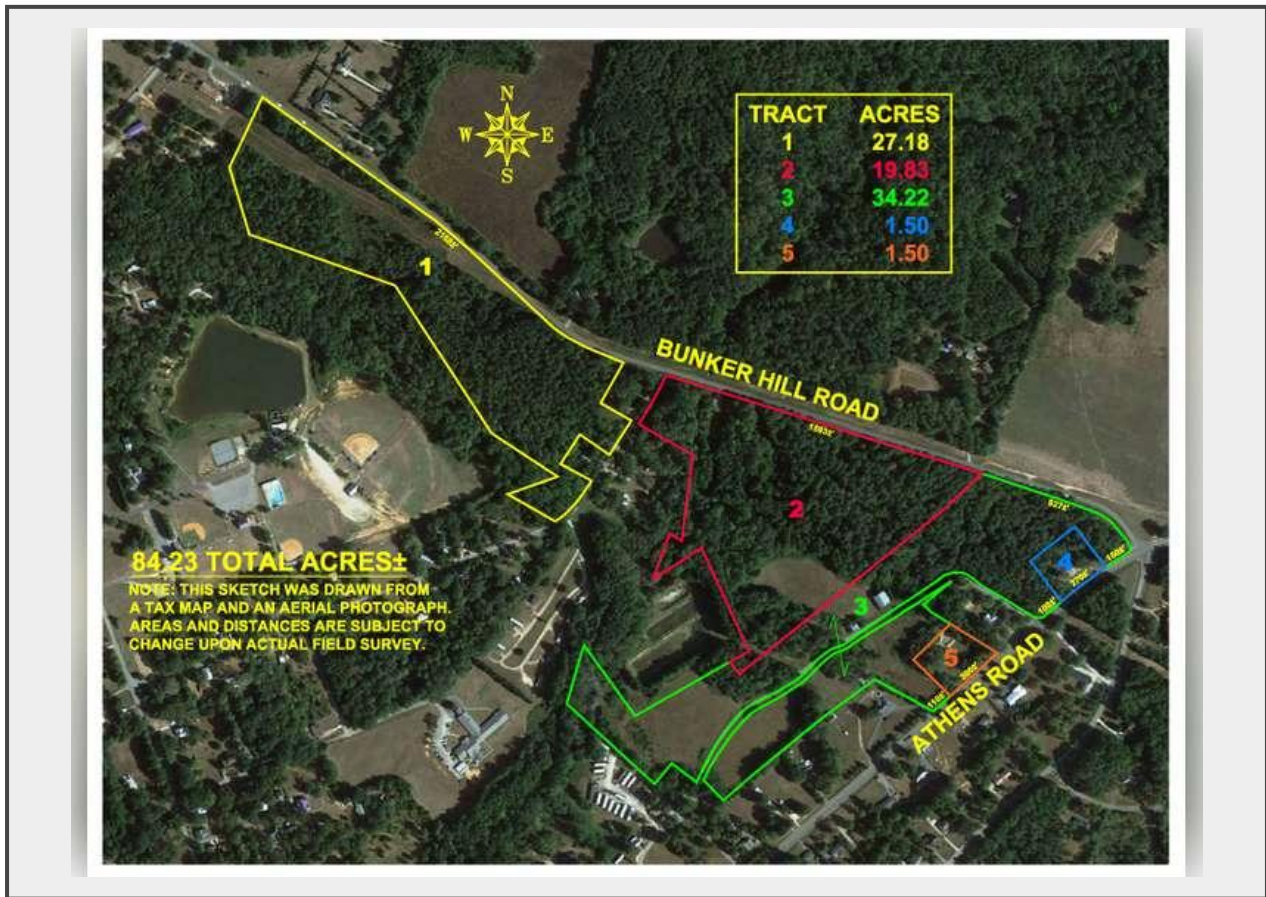 N
W E
S
TRACT ACRES
1 27.18
2 19.83
3 34.22
4 1.50
5 1.50
1
BUNKER HILL ROAD
2
4
3
5
ATHENS ROAD
84.23 TOTAL ACRES±
NOTE: THIS SKETCH WAS DRAWN FROM
A TAX MAP AND AN AERIAL PHOTOGRAPH.
AREAS AND DISTANCES ARE SUBJECT TO
CHANGE UPON ACTUAL FIELD SURVEY.